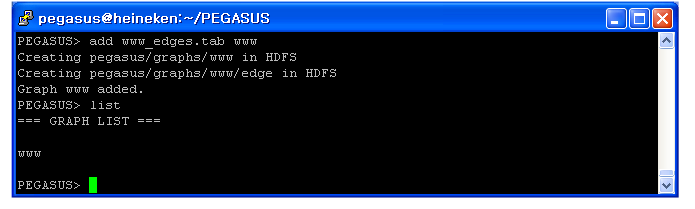 pegasus@heineken:~/PEGASUS
PEGASUS> add www_edges.tab www
Creating pegasus/graphs/www in HDFS
Creating pegasus/graphs/www/edge in HDFS
Graph www added.
PEGASUS> list
=== GRAPH LIST ===
www
PEGASUS>